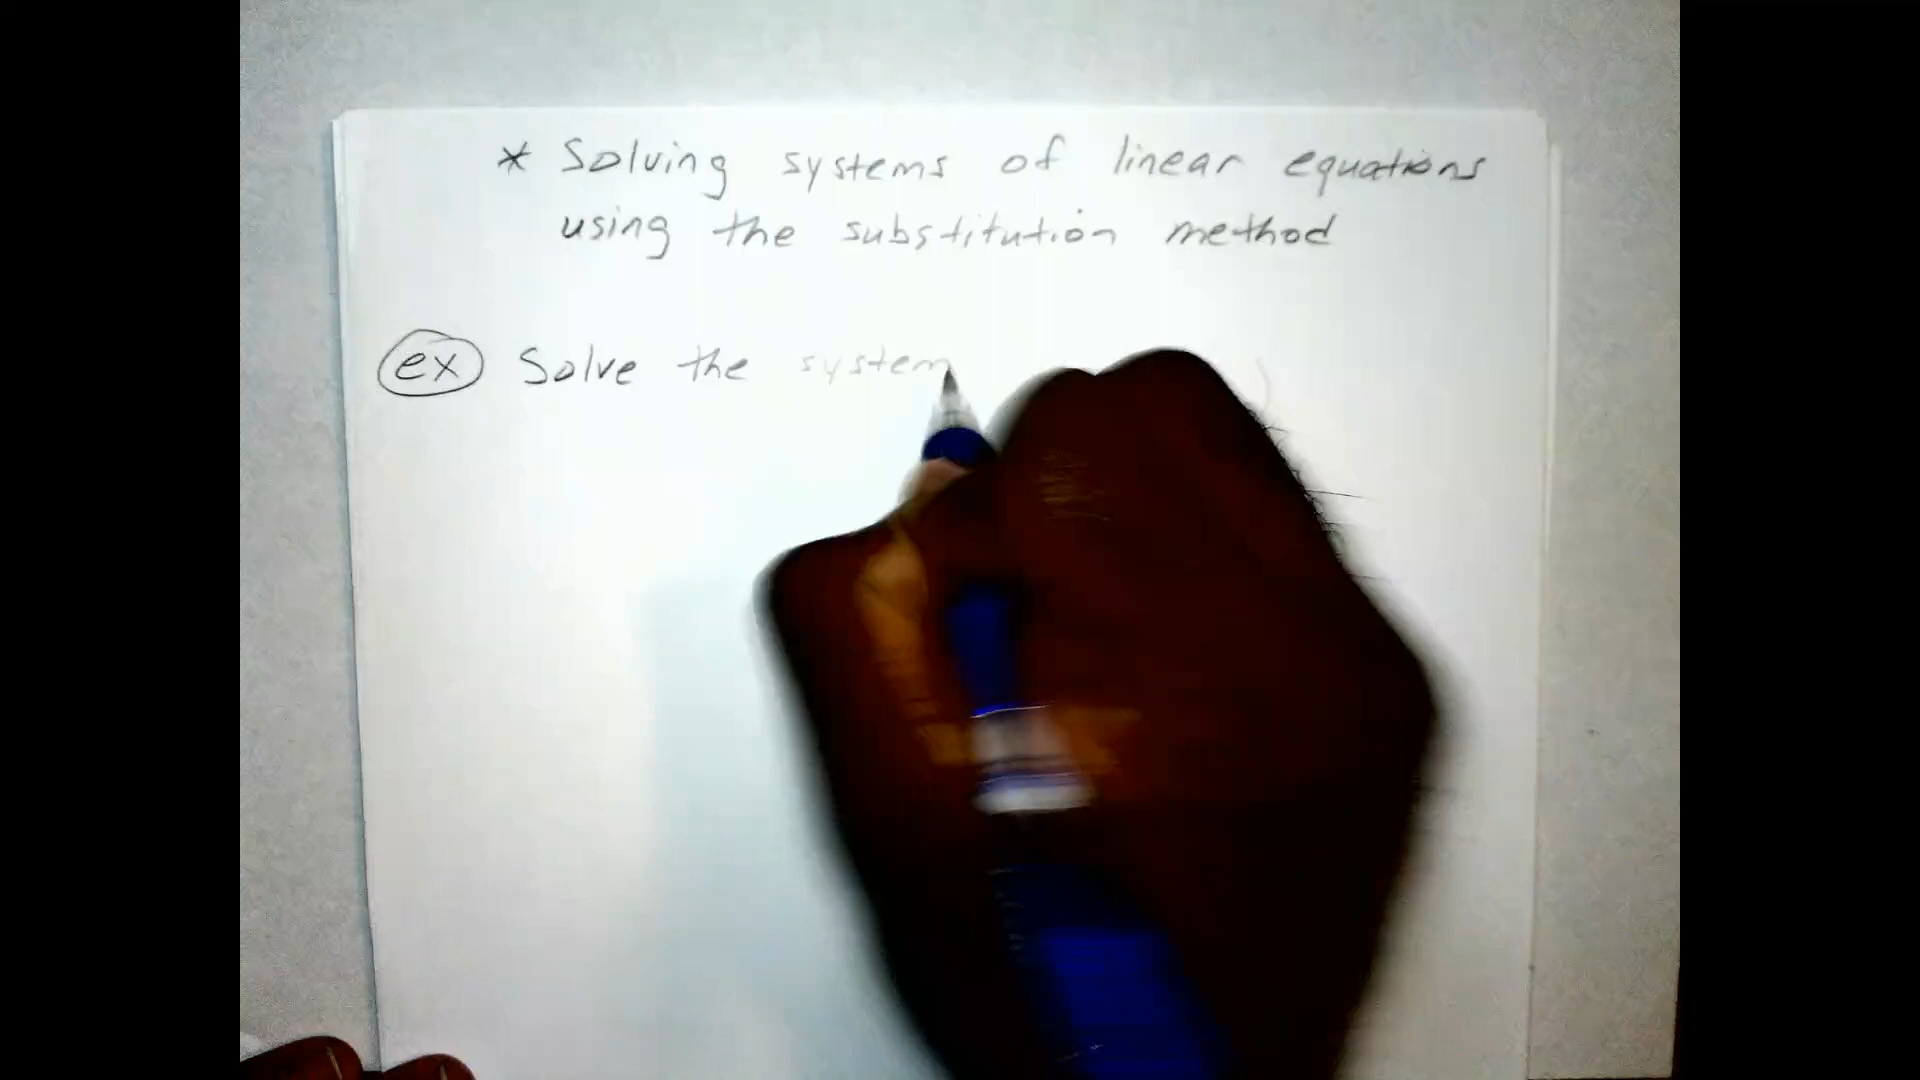 * Solving systems of linear equations
using the substitution method
ex Solve the system